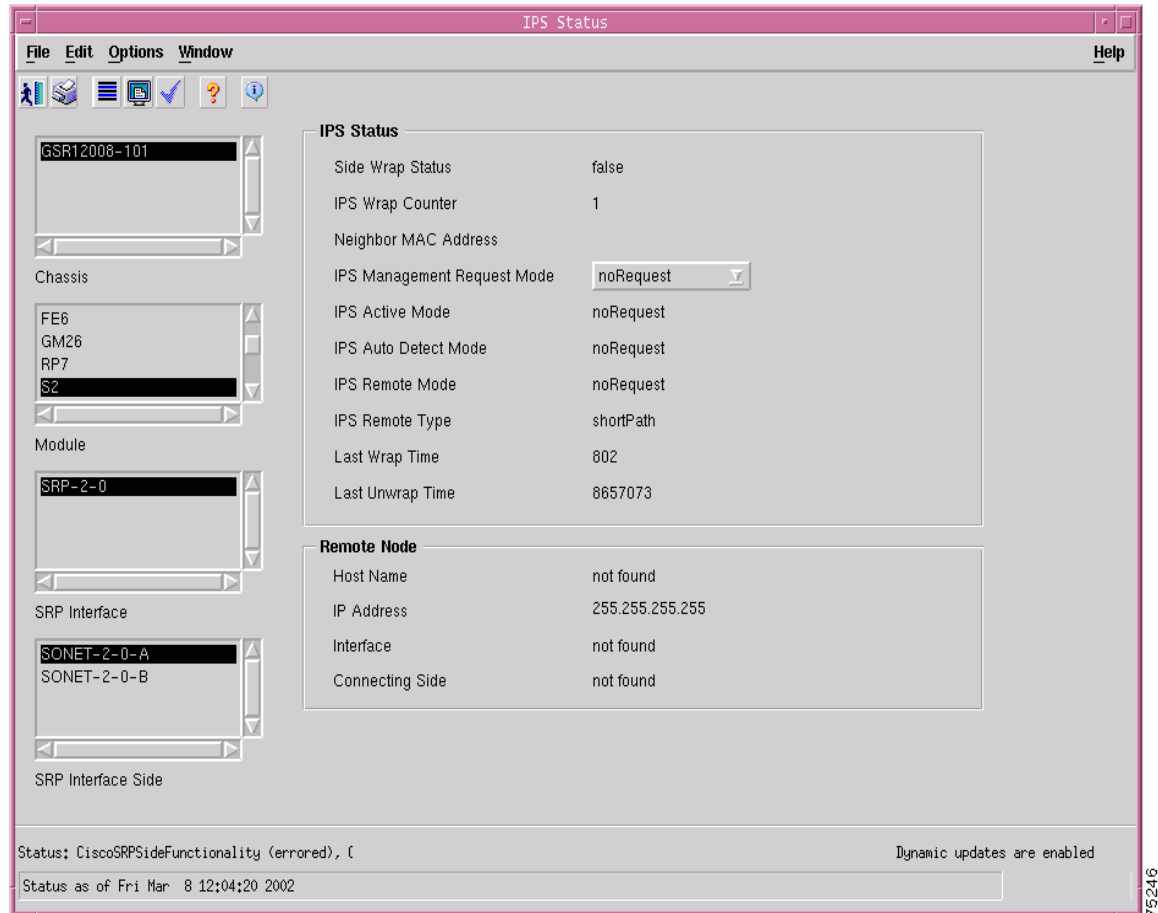 IPS Status
File Edit Options Window Help
GSR12008-101
Chassis
FE6
GM26
RP7
S2
Module
SRP-2-0
SRP Interface
SONET-2-0-A
SONET-2-0-B
SRP Interface Side
IPS Status
Side Wrap Status false
IPS Wrap Counter 1
Neighbor MAC Address
IPS Management Request Mode noRequest
IPS Active Mode noRequest
IPS Auto Detect Mode noRequest
IPS Remote Mode noRequest
IPS Remote Type shortPath
Last Wrap Time 802
Last Unwrap Time 8657073
Remote Node
Host Name not found
IP Address 255.255.255.255
Interface not found
Connecting Side not found
Status: CiscoSRPSideFunctionality (errored), ( Dynamic updates are enabled
Status as of Fri Mar 8 12:04:20 2002
75246